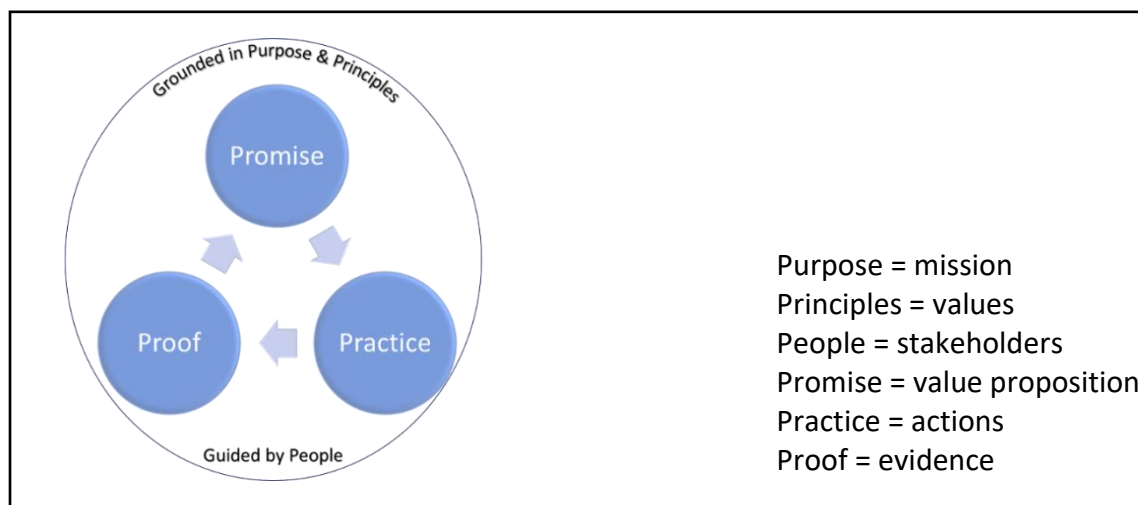 Grounded in Purpose & Principles
Promise
Proof
Practice
Guided by People
Purpose = mission
Principles = values
People = stakeholders
Promise = value proposition
Practice = actions
Proof = evidence